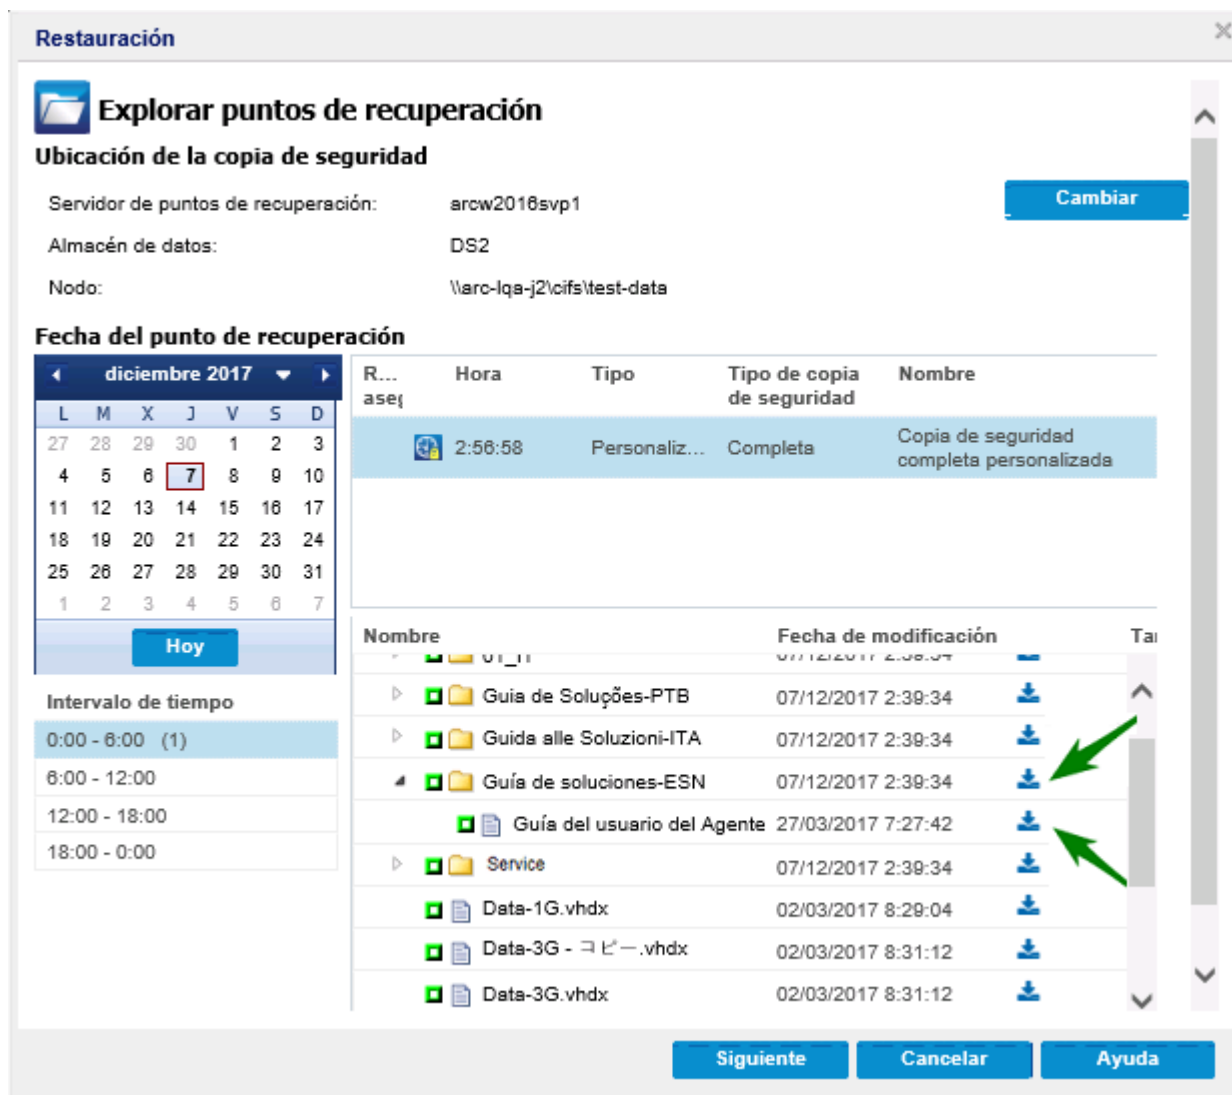 Restauración
Explorar puntos de recuperación
Ubicación de la copia de seguridad
Servidor de puntos de recuperación: arcw2016svp1
Cambiar
Almacén de datos: DS2
Nodo: \\arc-lqa-j2\cifs\test-data
Fecha del punto de recuperación
diciembre 2017
L M X J V S D
27 28 29 30 1 2 3
4 5 6 7 8 9 10
11 12 13 14 15 16 17
18 19 20 21 22 23 24
25 26 27 28 29 30 31
1 2 3 4 5 6 7
Hoy
Intervalo de tiempo
0:00 - 6:00 (1)
6:00 - 12:00
12:00 - 18:00
18:00 - 0:00
R... Hora Tipo Tipo de copia Nombre
de seguridad
2:56:58 Personaliz... Completa Copia de seguridad
completa personalizada
Nombre Fecha de modificación
Guia de Soluções-PTB 07/12/2017 2:39:34
Guida alle Soluzioni-ITA 07/12/2017 2:39:34
Guía de soluciones-ESN 07/12/2017 2:39:34
Guía del usuario del Agente 27/03/2017 7:27:42
Service 07/12/2017 2:39:34
Data-1G.vhdx 02/03/2017 8:29:04
Data-3G - コピー.vhdx 02/03/2017 8:31:12
Data-3G.vhdx 02/03/2017 8:31:12
Siguiente Cancelar Ayuda